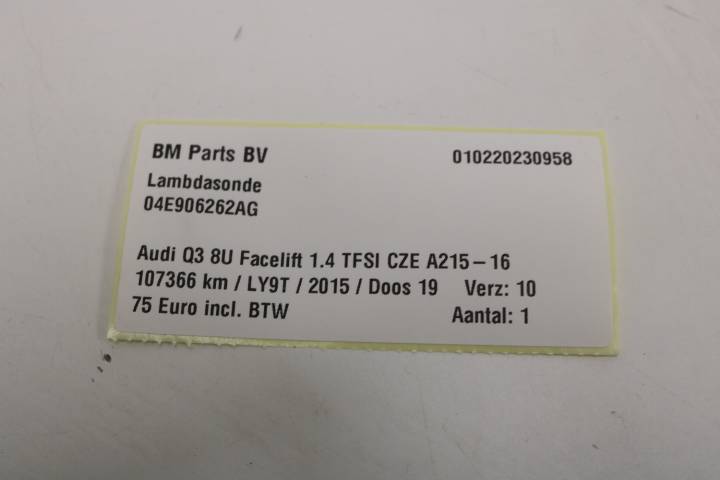 BM Parts BV 010220230958
Lambdasonde
04E906262AG
Audi Q3 8U Facelift 1.4 TFSI CZE A215-16
107366 km / LY9T / 2015 / Doos 19 Verz: 10
75 Euro incl. BTW Aantal: 1